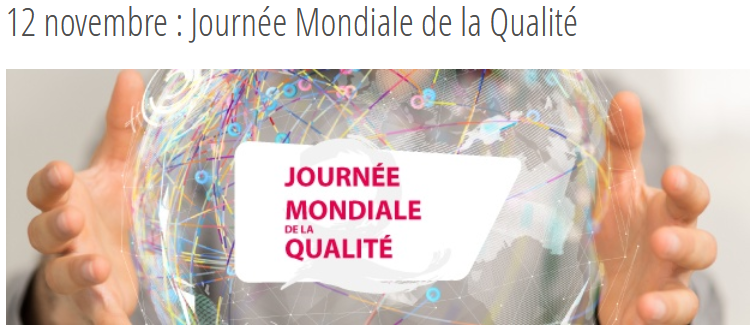 12 novembre : Journée Mondiale de la Qualité
JOURNÉE
MONDIALE
DE LA
QUALITÉ